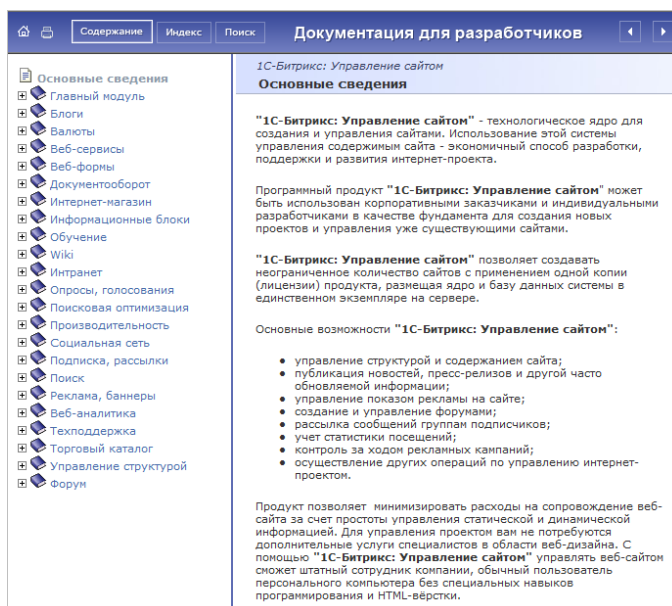 Содержание
Индекс
Поиск
Документация для разработчиков
Основные сведения
Главный модуль
Блоги
Валюты
Веб-сервисы
Веб-формы
Документооборот
Интернет-магазин
Информационные блоки
Обучение
Wiki
Интранет
Опросы, голосования
Поисковая оптимизация
Производительность
Социальная сеть
Подписка, рассылки
Поиск
Реклама, баннеры
Веб-аналитика
Техподдержка
Торговый каталог
Управление структурой
Форум
1С-Битрикс: Управление сайтом
Основные сведения
"1С-Битрикс: Управление сайтом" - технологическое ядро для
создания и управления сайтами. Использование этой системы
управления содержимым сайта - экономичный способ разработки,
поддержки и развития интернет-проекта.
Программный продукт "1С-Битрикс: Управление сайтом" может
быть использован корпоративными заказчиками и индивидуальными
разработчиками в качестве фундамента для создания новых
проектов и управления уже существующими сайтами.
"1С-Битрикс: Управление сайтом" позволяет создавать
неограниченное количество сайтов с применением одной копии
(лицензии) продукта, размещая ядро и базу данных системы в
единственном экземпляре на сервере.
Основные возможности "1С-Битрикс: Управление сайтом":
• управление структурой и содержанием сайта;
• публикация новостей, пресс-релизов и другой часто
обновляемой информации;
• управление показом рекламы на сайте;
• создание и управление форумами;
• рассылка сообщений группам подписчиков;
• учет статистики посещений;
• контроль за ходом рекламных кампаний;
• осуществление других операций по управлению интернет-
проектом.
Продукт позволяет минимизировать расходы на сопровождение веб-
сайта за счет простоты управления статической и динамической
информацией. Для управления проектом вам не потребуются
дополнительные услуги специалистов в области веб-дизайна. С
помощью "1С-Битрикс: Управление сайтом" управлять веб-сайтом
сможет штатный сотрудник компании, обычный пользователь
персонального компьютера без специальных навыков
программирования и HTML-вёрстки.